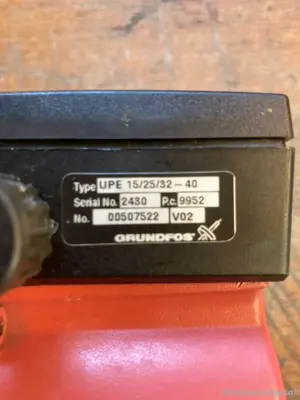 Type UPE 15/25/32-40
Serial No. 2430 P.c. 9952
No. 00507522 V02
GRUNDFOS